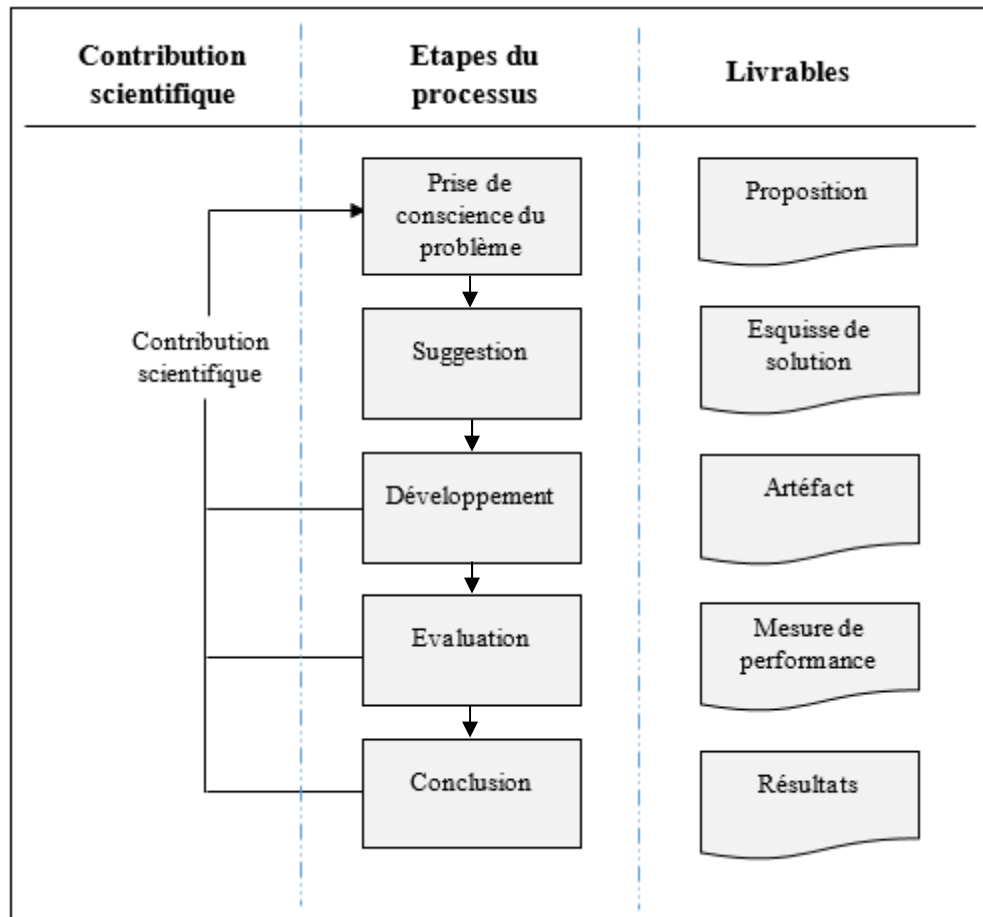 Contribution
scientifique
Etapes du
processus
Livrables
Prise de
conscience du
problème
Proposition
Contribution
scientifique
Suggestion
Esquisse de
solution
Développement
Artéfact
Evaluation
Mesure de
performance
Conclusion
Résultats